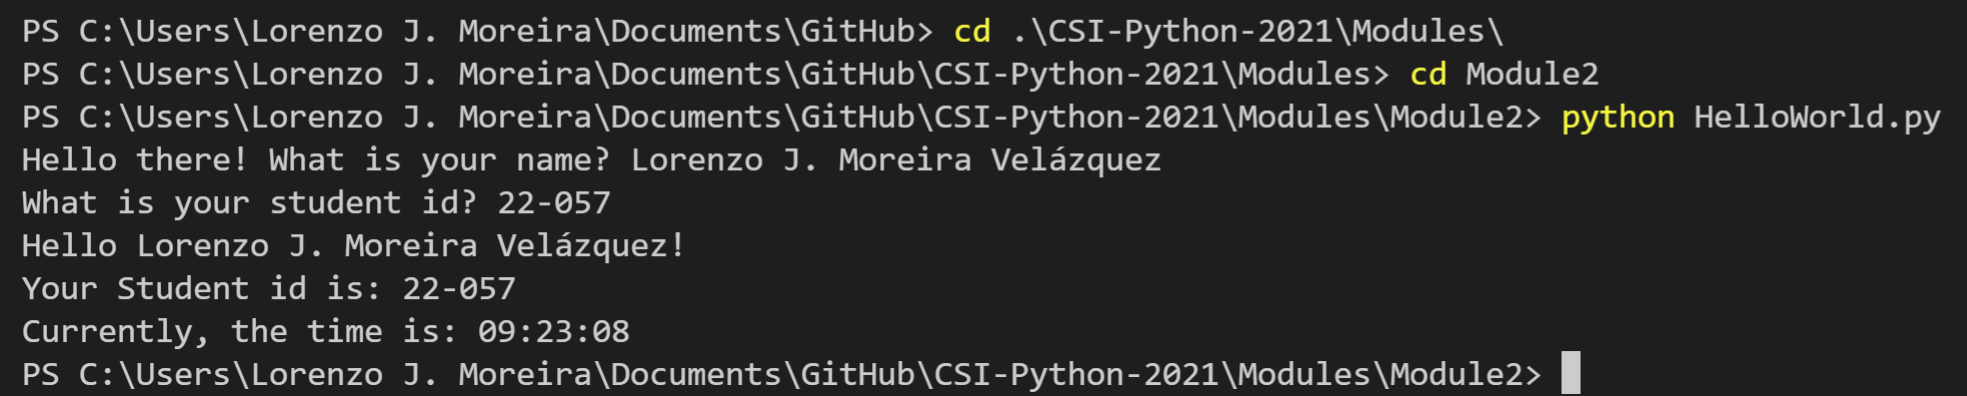 PS C:\Users\Lorenzo J. Moreira\Documents\GitHub> cd .\CSI-Python-2021\Modules\
PS C:\Users\Lorenzo J. Moreira\Documents\GitHub\CSI-Python-2021\Modules> cd Module2
PS C:\Users\Lorenzo J. Moreira\Documents\GitHub\CSI-Python-2021\Modules\Module2> python HelloWorld.py
Hello there! What is your name? Lorenzo J. Moreira Velázquez
What is your student id? 22-057
Hello Lorenzo J. Moreira Velázquez!
Your Student id is: 22-057
Currently, the time is: 09:23:08
PS C:\Users\Lorenzo J. Moreira\Documents\GitHub\CSI-Python-2021\Modules\Module2>